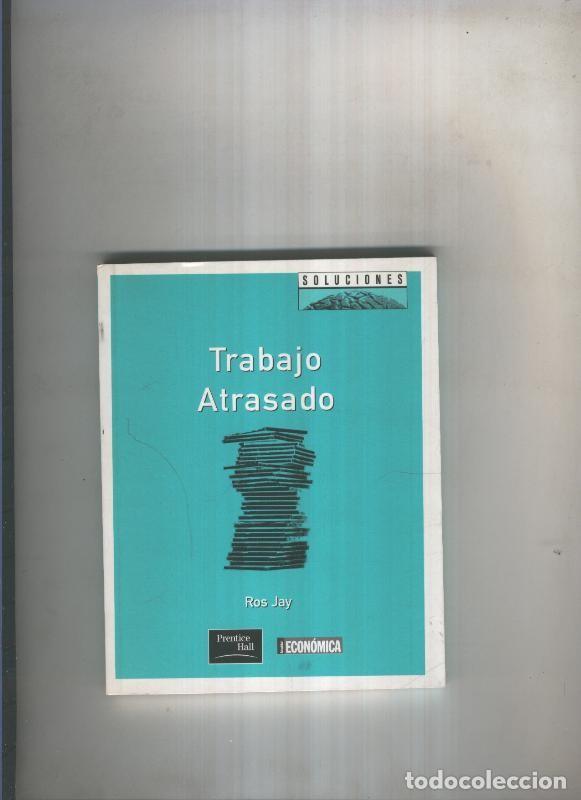 SOLUCIONES
Trabajo
Atrasado
Ros Jay
Prentice
Hall
ECONÓMICA
todocoleccion